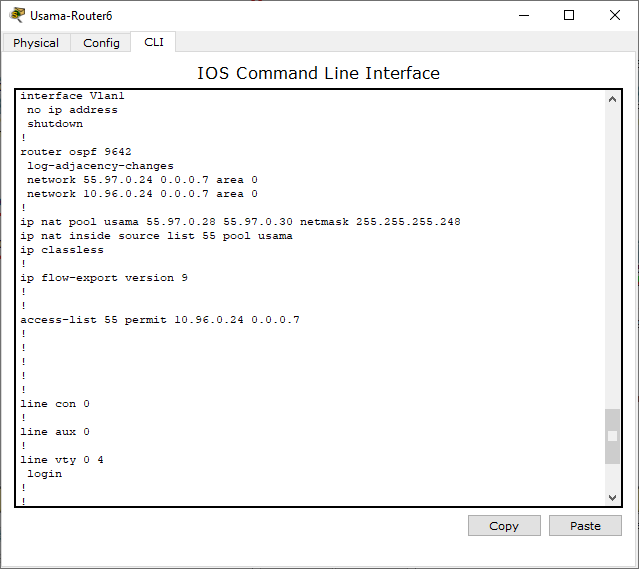 Usama-Router6
Physical Config CLI
IOS Command Line Interface
interface Vlan1
 no ip address
 shutdown
!
router ospf 9642
 log-adjacency-changes
 network 55.97.0.24 0.0.0.7 area 0
 network 10.96.0.24 0.0.0.7 area 0
!
ip nat pool usama 55.97.0.28 55.97.0.30 netmask 255.255.255.248
ip nat inside source list 55 pool usama
ip classless
!
ip flow-export version 9
!
!
access-list 55 permit 10.96.0.24 0.0.0.7
!
!
!
!
!
line con 0
!
line aux 0
!
line vty 0 4
 login
!
!
Copy Paste